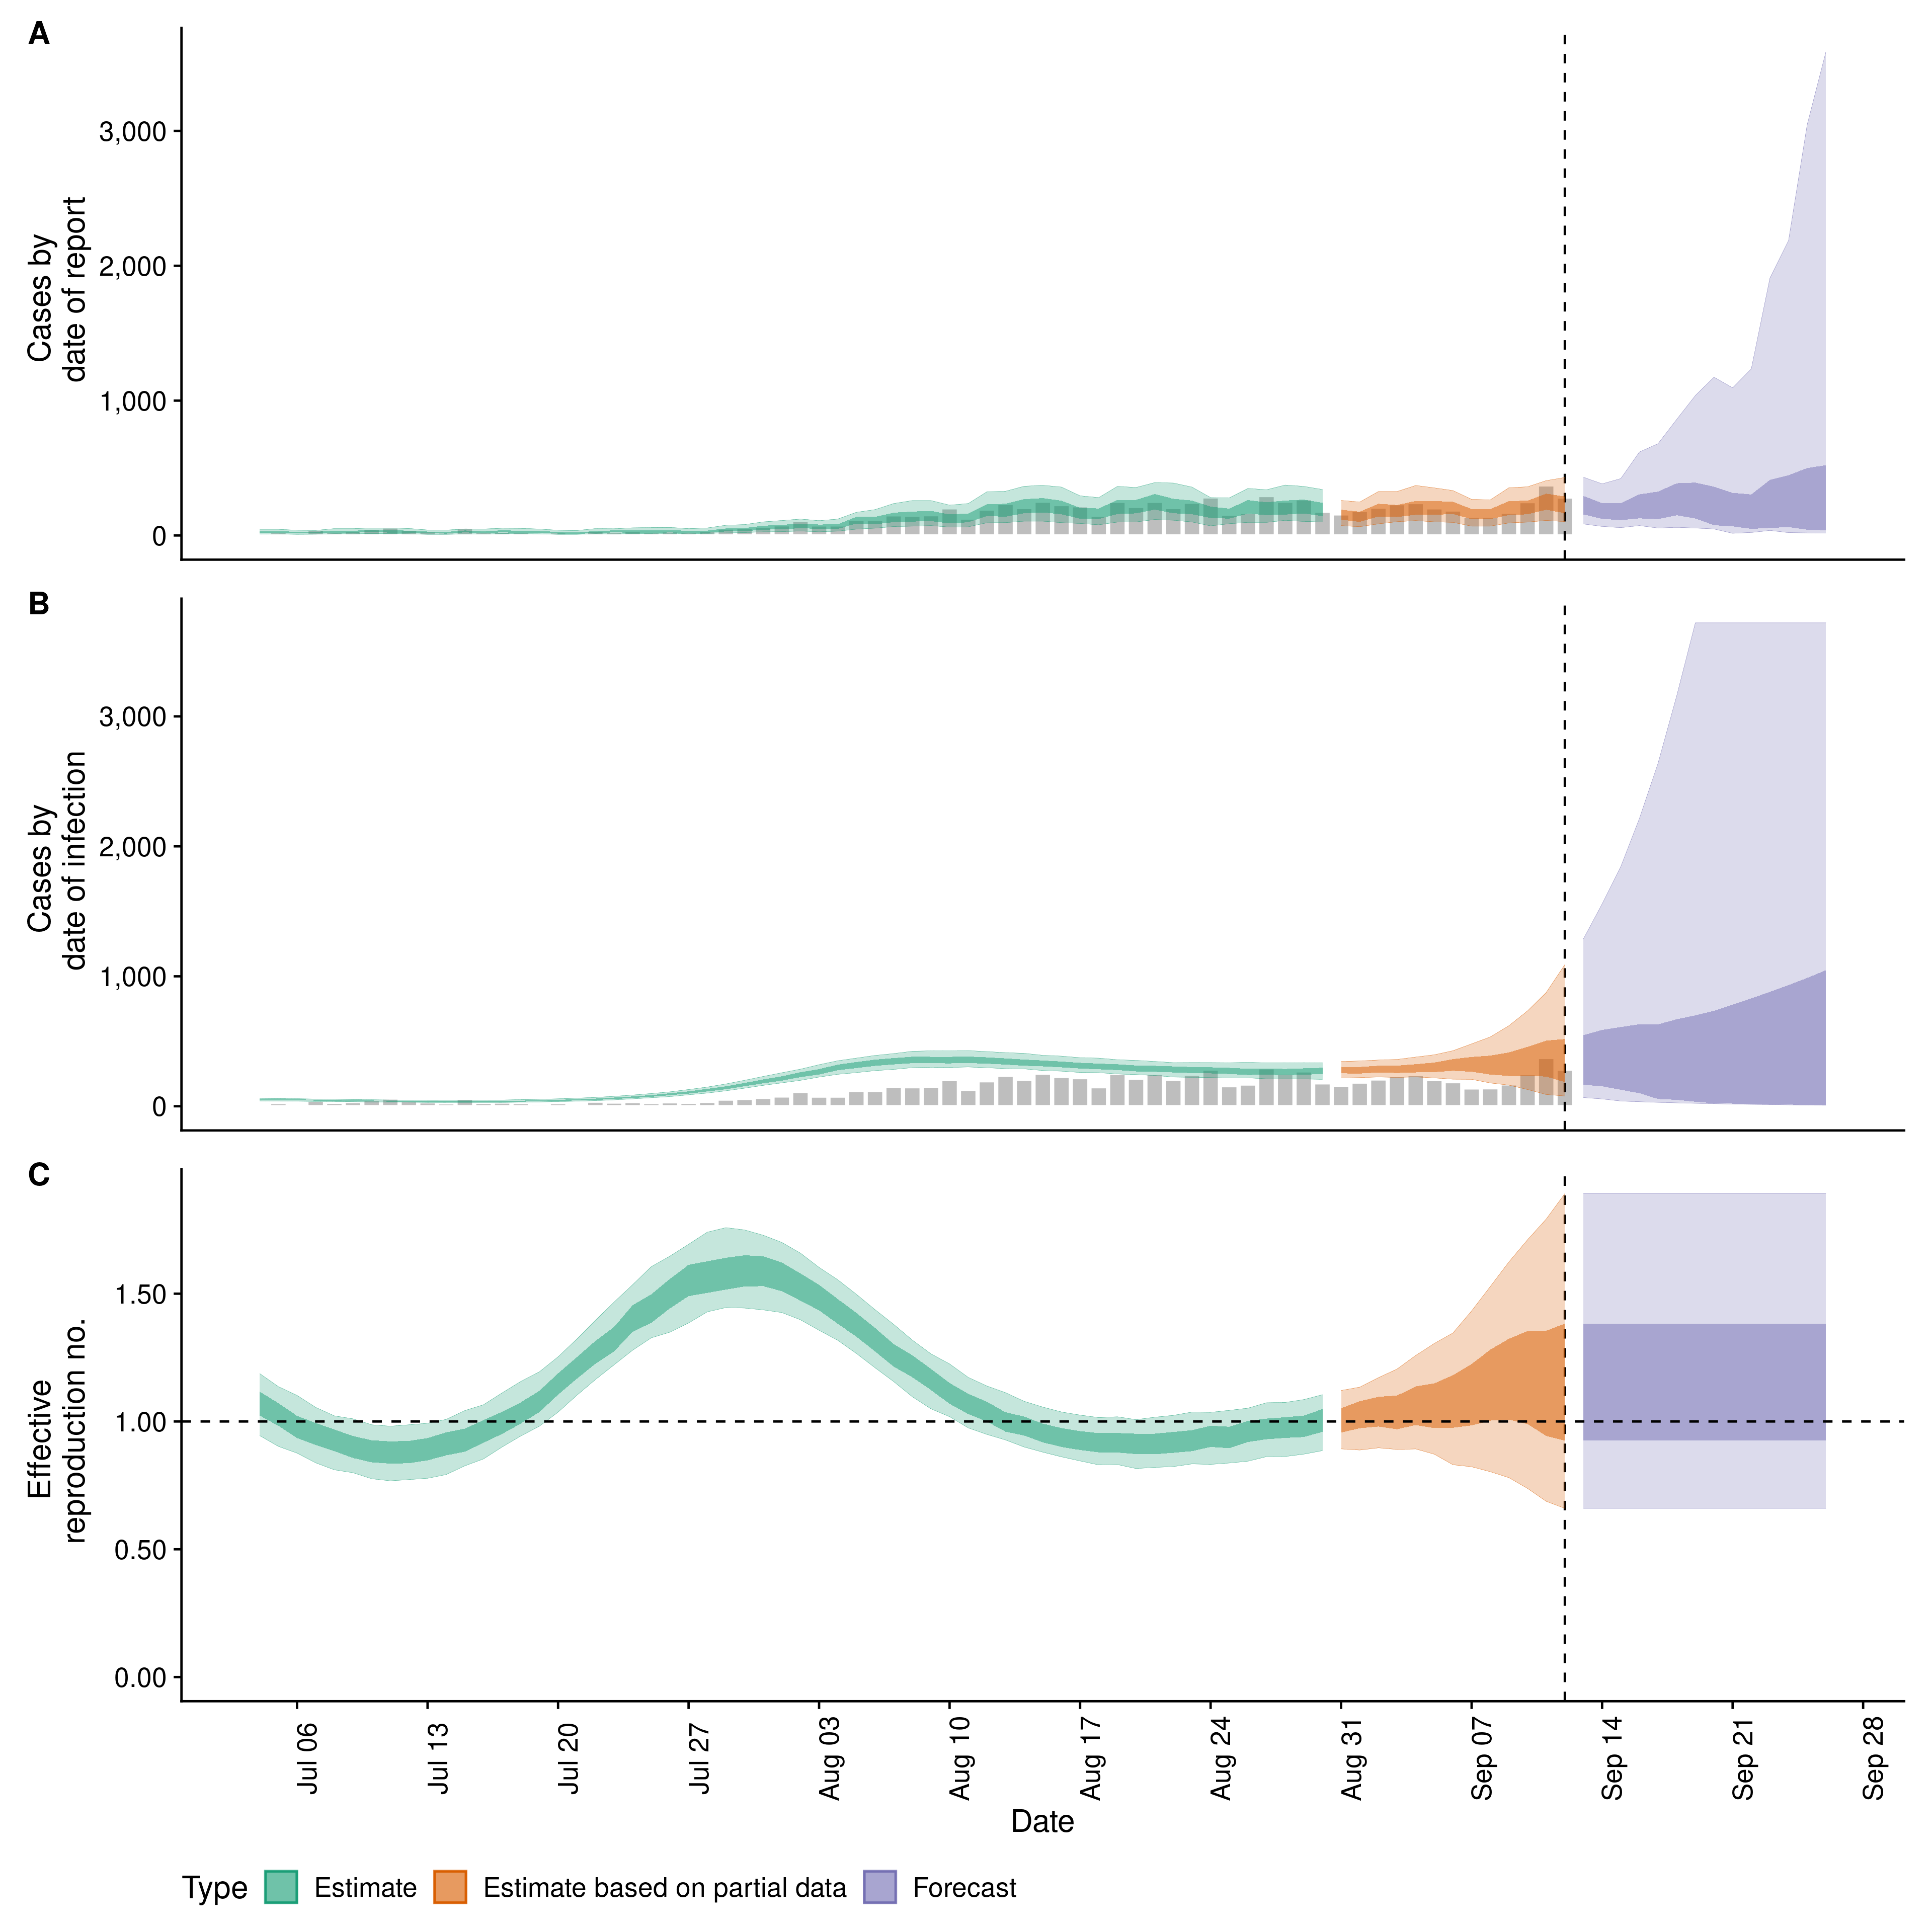 A
Cases by
date of report
3,000
2,000
1,000
0
B
Cases by
date of infection
3,000
2,000
1,000
0
C
Effective
reproduction no.
1.50
1.00
0.50
0.00
Jul 06
Jul 13
Jul 20
Jul 27
Aug 03
Aug 10
Aug 17
Aug 24
Aug 31
Sep 07
Sep 14
Sep 21
Sep 28
Date
Type Estimate Estimate based on partial data Forecast